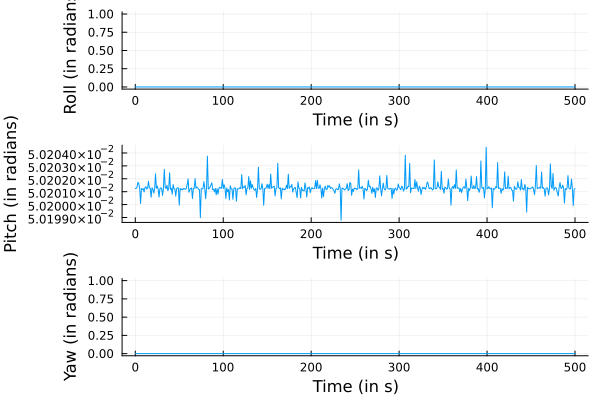 Roll (in radians)
1.00
0.75
0.50
0.25
0.00
0 100 200 300 400 500
Time (in s)
Pitch (in radians)
5.02040×10⁻²
5.02030×10⁻²
5.02020×10⁻²
5.02010×10⁻²
5.02000×10⁻²
5.01990×10⁻²
0 100 200 300 400 500
Time (in s)
Yaw (in radians)
1.00
0.75
0.50
0.25
0.00
0 100 200 300 400 500
Time (in s)